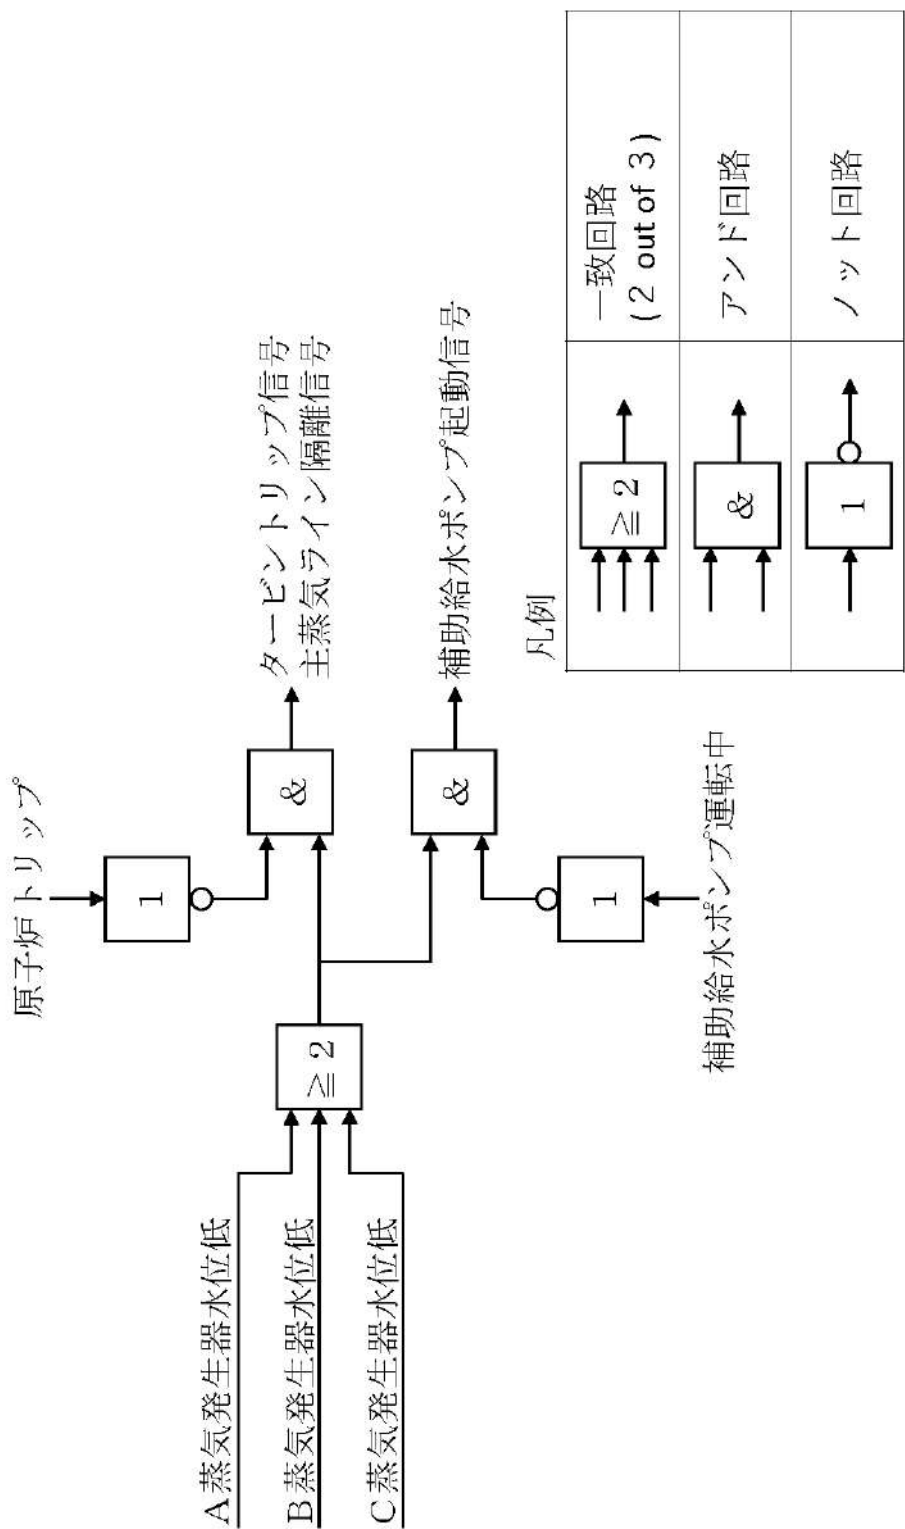 原子炉トリップ
1
A蒸気発生器水位低
B蒸気発生器水位低
C蒸気発生器水位低
≧2
&
タービントリップ信号
主蒸気ライン隔離信号
&
補助給水ポンプ起動信号
1
補助給水ポンプ運転中
凡例
≧2
一致回路
(2 out of 3)
&
アンド回路
1
ノット回路